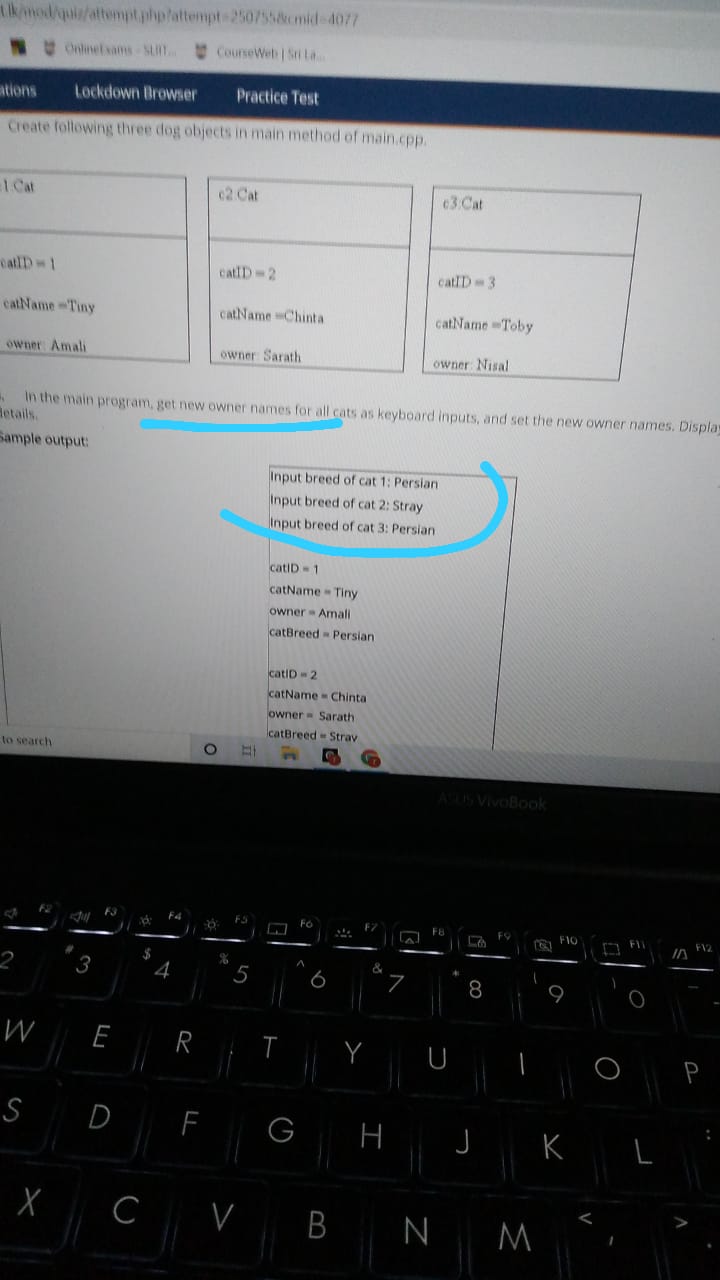 t.lk/mod/quiz/attempt.php?attempt=250755&cmid=4077
OnlineExams - SLIIT... CourseWeb | Sri La...
ations Lockdown Browser Practice Test
Create following three dog objects in main method of main.cpp.
:1:Cat
catID = 1
catName =Tiny
owner: Amali
c2:Cat
catID = 2
catName =Chinta
owner: Sarath
c3:Cat
catID = 3
catName =Toby
owner: Nisal
. In the main program, get new owner names for all cats as keyboard inputs, and set the new owner names. Display
details.
Sample output:
Input breed of cat 1: Persian
Input breed of cat 2: Stray
Input breed of cat 3: Persian
catID = 1
catName = Tiny
owner = Amali
catBreed = Persian
catID = 2
catName = Chinta
owner = Sarath
catBreed = Stray
to search
ASUS VivoBook
F2 F3 F4 F5 F6 F7 F8 F9 F10 F11 F12
2 # 3 $ 4 % 5 ^ 6 & 7 * 8 ( 9 ) 0
W E R T Y U I O P
S D F G H J K L :
X C V B N M < , > .